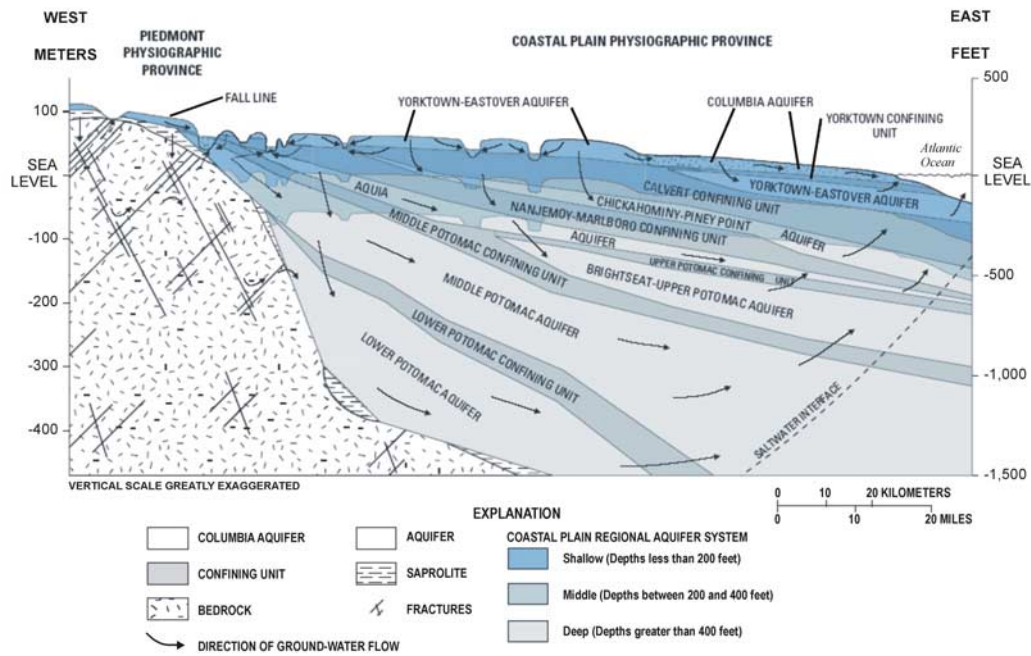 WEST
EAST
METERS
PIEDMONT
PHYSIOGRAPHIC
PROVINCE
COASTAL PLAIN PHYSIOGRAPHIC PROVINCE
FEET
500
FALL LINE
YORKTOWN-EASTOVER AQUIFER
COLUMBIA AQUIFER
YORKTOWN CONFINING
UNIT
100
Atlantic
Ocean
SEA
LEVEL
SEA
LEVEL
AQUIA
CALVERT CONFINING UNIT
YORKTOWN-EASTOVER AQUIFER
CHICKAHOMINY-PINEY POINT
AQUIFER
NANJEMOY-MARLBORO CONFINING UNIT
AQUIFER
-100
MIDDLE POTOMAC CONFINING UNIT
UPPER POTOMAC CONFINING UNIT
BRIGHTSEAT-UPPER POTOMAC AQUIFER
-500
-200
MIDDLE POTOMAC AQUIFER
LOWER POTOMAC CONFINING UNIT
-300
LOWER POTOMAC AQUIFER
-1,000
SALTWATER INTERFACE
-400
-1,500
VERTICAL SCALE GREATLY EXAGGERATED
0 10 20 KILOMETERS
0 10 20 MILES
EXPLANATION
COLUMBIA AQUIFER
AQUIFER
COASTAL PLAIN REGIONAL AQUIFER SYSTEM
CONFINING UNIT
SAPROLITE
Shallow (Depths less than 200 feet)
BEDROCK
FRACTURES
Middle (Depths between 200 and 400 feet)
DIRECTION OF GROUND-WATER FLOW
Deep (Depths greater than 400 feet)